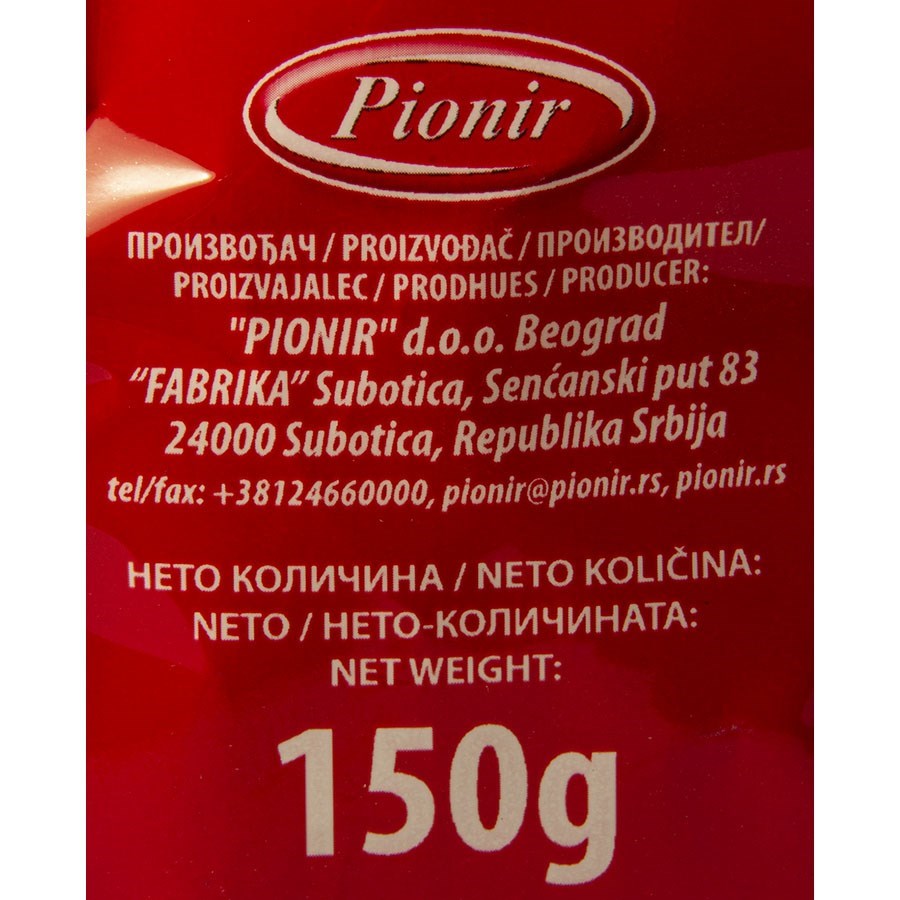 Pionir
ПРОИЗВОЂАЧ / PROIZVOĐAČ / ПРОИЗВОДИТЕЛ/
PROIZVAJALEC / PRODHUES / PRODUCER:
"PIONIR" d.o.o. Beograd
“FABRIKA” Subotica, Senćanski put 83
24000 Subotica, Republika Srbija
tel/fax: +38124660000, pionir@pionir.rs, pionir.rs
НЕТО КОЛИЧИНА / NETO KOLIČINA:
NETO / НЕТО-КОЛИЧИНАТА:
NET WEIGHT:
150g